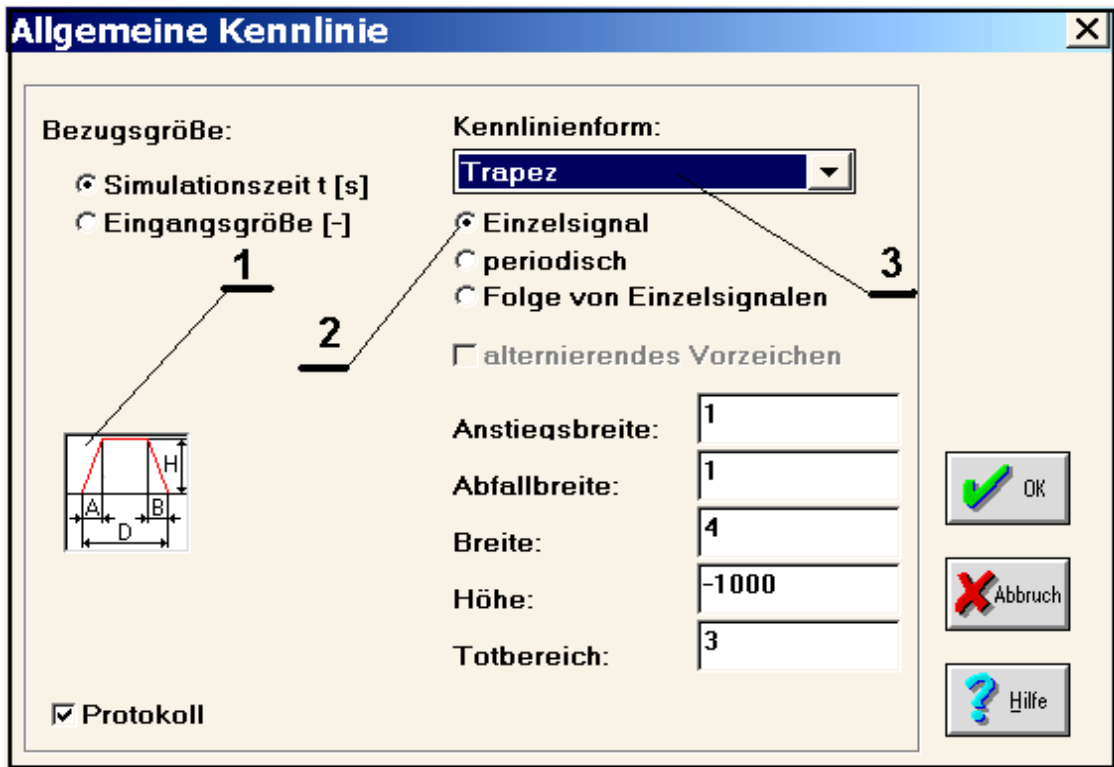 Allgemeine Kennlinie
Bezugsgröße:
Simulationszeit t [s]
Eingangsgröße [-]
1
2
H
A
B
D
Protokoll
Kennlinienform:
Trapez
Einzelsignal
periodisch
Folge von Einzelsignalen
3
alternierendes Vorzeichen
Anstiegsbreite: 1
Abfallbreite: 1
Breite: 4
Höhe: -1000
Totbereich: 3
OK
Abbruch
Hilfe